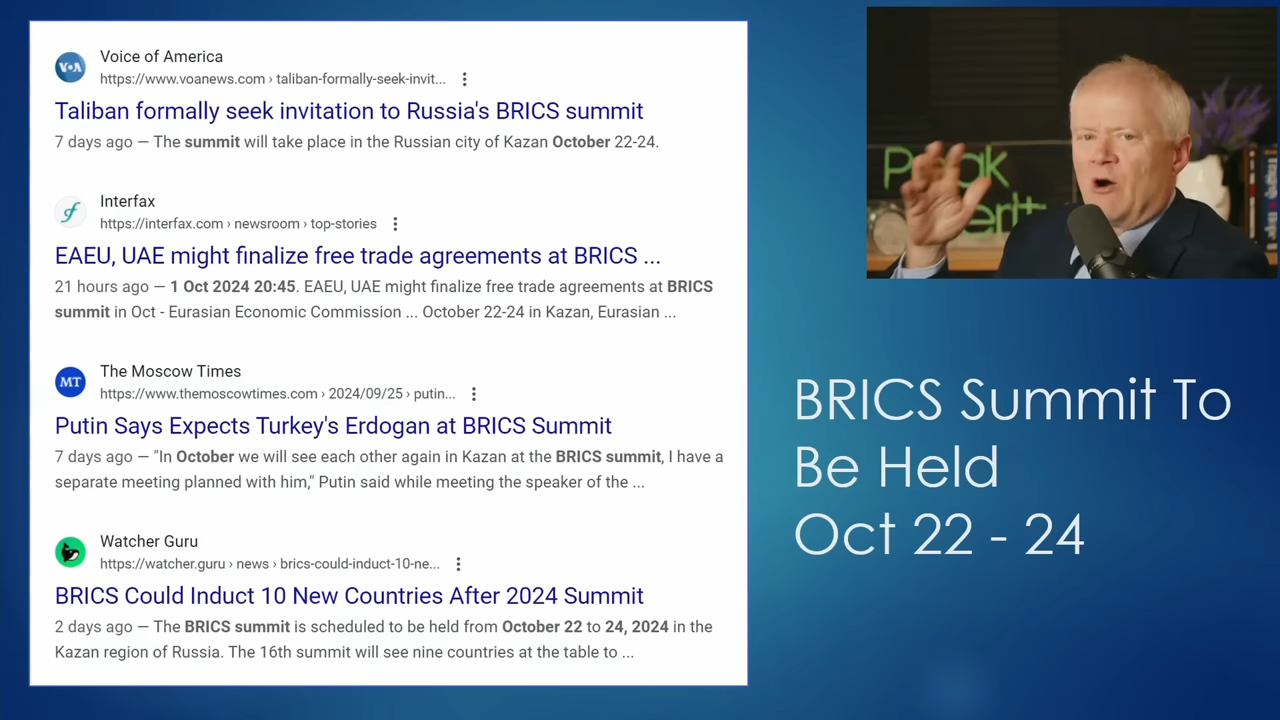 VOA
Voice of America
https://www.voanews.com › taliban-formally-seek-invit...
Taliban formally seek invitation to Russia's BRICS summit
7 days ago — The summit will take place in the Russian city of Kazan October 22-24.
Interfax
https://interfax.com › newsroom › top-stories
EAEU, UAE might finalize free trade agreements at BRICS ...
21 hours ago — 1 Oct 2024 20:45. EAEU, UAE might finalize free trade agreements at BRICS
summit in Oct - Eurasian Economic Commission ... October 22-24 in Kazan, Eurasian ...
MT
The Moscow Times
https://www.themoscowtimes.com › 2024/09/25 › putin...
Putin Says Expects Turkey's Erdogan at BRICS Summit
7 days ago — "In October we will see each other again in Kazan at the BRICS summit, I have a
separate meeting planned with him," Putin said while meeting the speaker of the ...
Watcher Guru
https://watcher.guru › news › brics-could-induct-10-ne...
BRICS Could Induct 10 New Countries After 2024 Summit
2 days ago — The BRICS summit is scheduled to be held from October 22 to 24, 2024 in the
Kazan region of Russia. The 16th summit will see nine countries at the table to ...
BRICS Summit To
Be Held
Oct 22 - 24